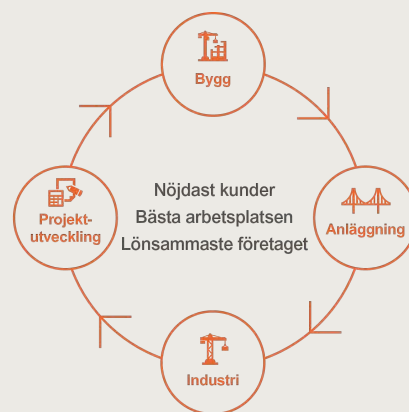 Bygg
Nöjdast kunder
Bästa arbetsplatsen
Lönsammaste företaget
Projekt-
utveckling
Anläggning
Industri